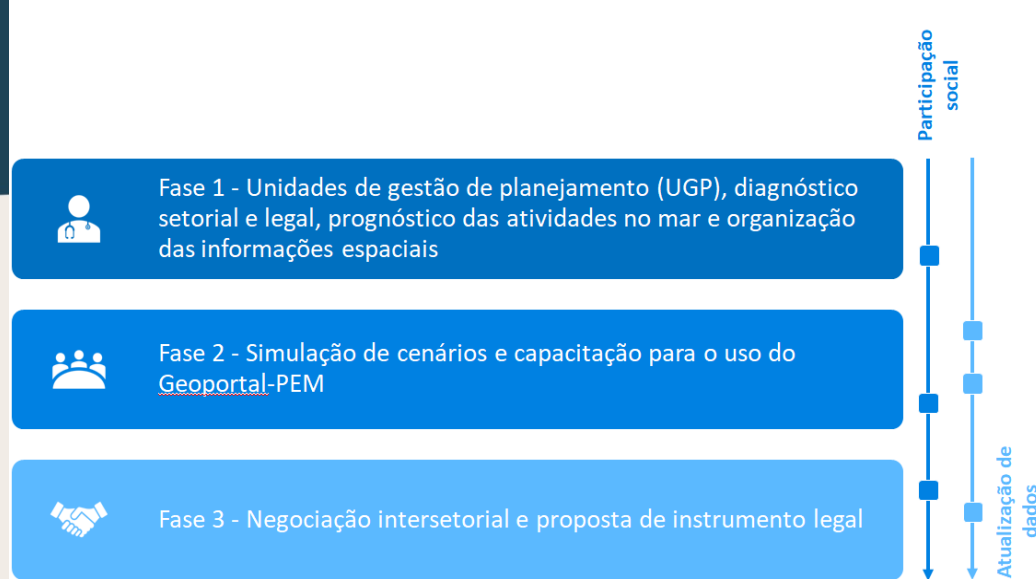 Participação
social
Fase 1 - Unidades de gestão de planejamento (UGP), diagnóstico
setorial e legal, prognóstico das atividades no mar e organização
das informações espaciais
Fase 2 - Simulação de cenários e capacitação para o uso do
Geoportal-PEM
Fase 3 - Negociação intersetorial e proposta de instrumento legal
Atualização de
dados